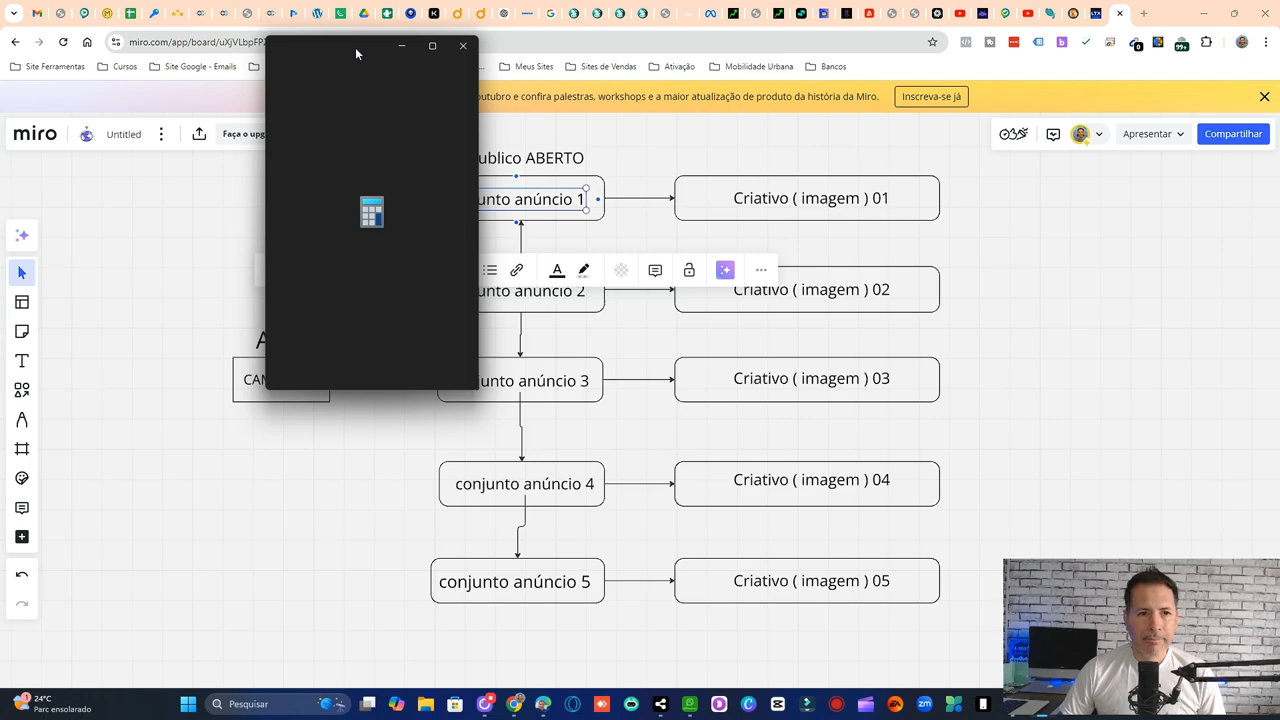 miro.com/app/board/uXjVLbpFP
99+
Site Ferramentas
Cursos
Site Google - Emails
Meus Sites
Sites de Vendas
Ativação
Mobilidade Urbana
Bancos
outubro e confira palestras, workshops e a maior atualização de produto da história da Miro.
Inscreva-se já
miro
Untitled
Faça o upg
Apresentar
Compartilhar
ublico ABERTO
unto anúncio 1
Criativo ( imagem ) 01
unto anúncio 2
Criativo ( imagem ) 02
A
CAM
junto anúncio 3
Criativo ( imagem ) 03
conjunto anúncio 4
Criativo ( imagem ) 04
conjunto anúncio 5
Criativo ( imagem ) 05
24°C
Parc ensolarado
Pesquisar